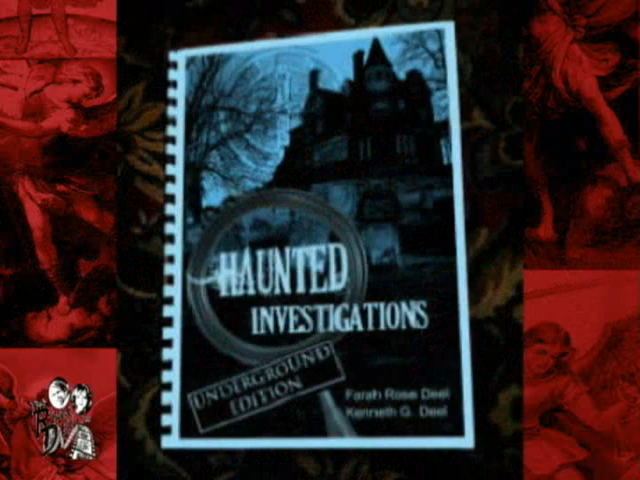 HAUNTED
INVESTIGATIONS
UNDERGROUND
EDITION
Farah Rose Deel
Kenneth G. Deel